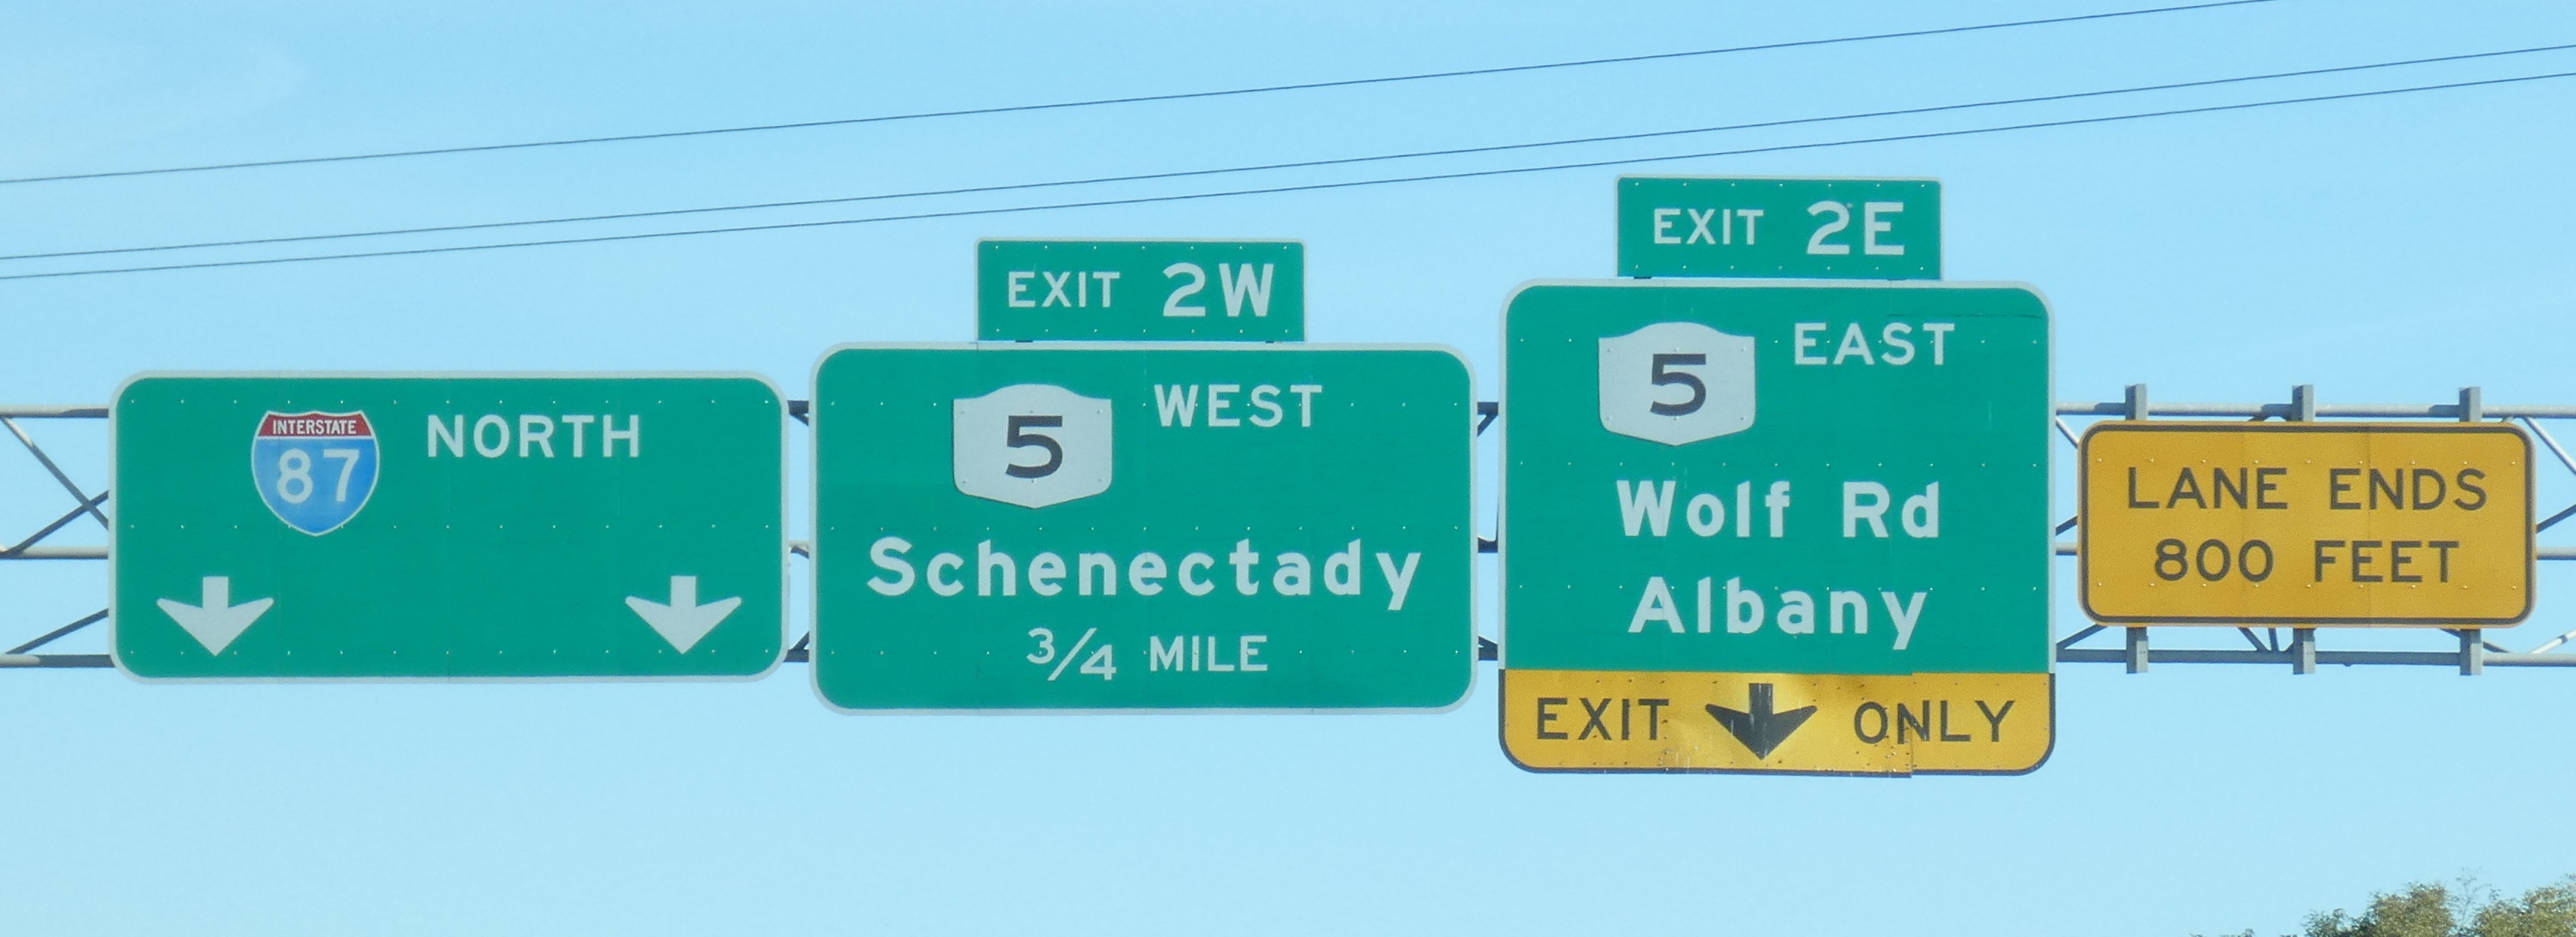 INTERSTATE
87
NORTH
EXIT 2W
5 WEST
Schenectady
3/4 MILE
EXIT 2E
5 EAST
Wolf Rd
Albany
EXIT ONLY
LANE ENDS
800 FEET